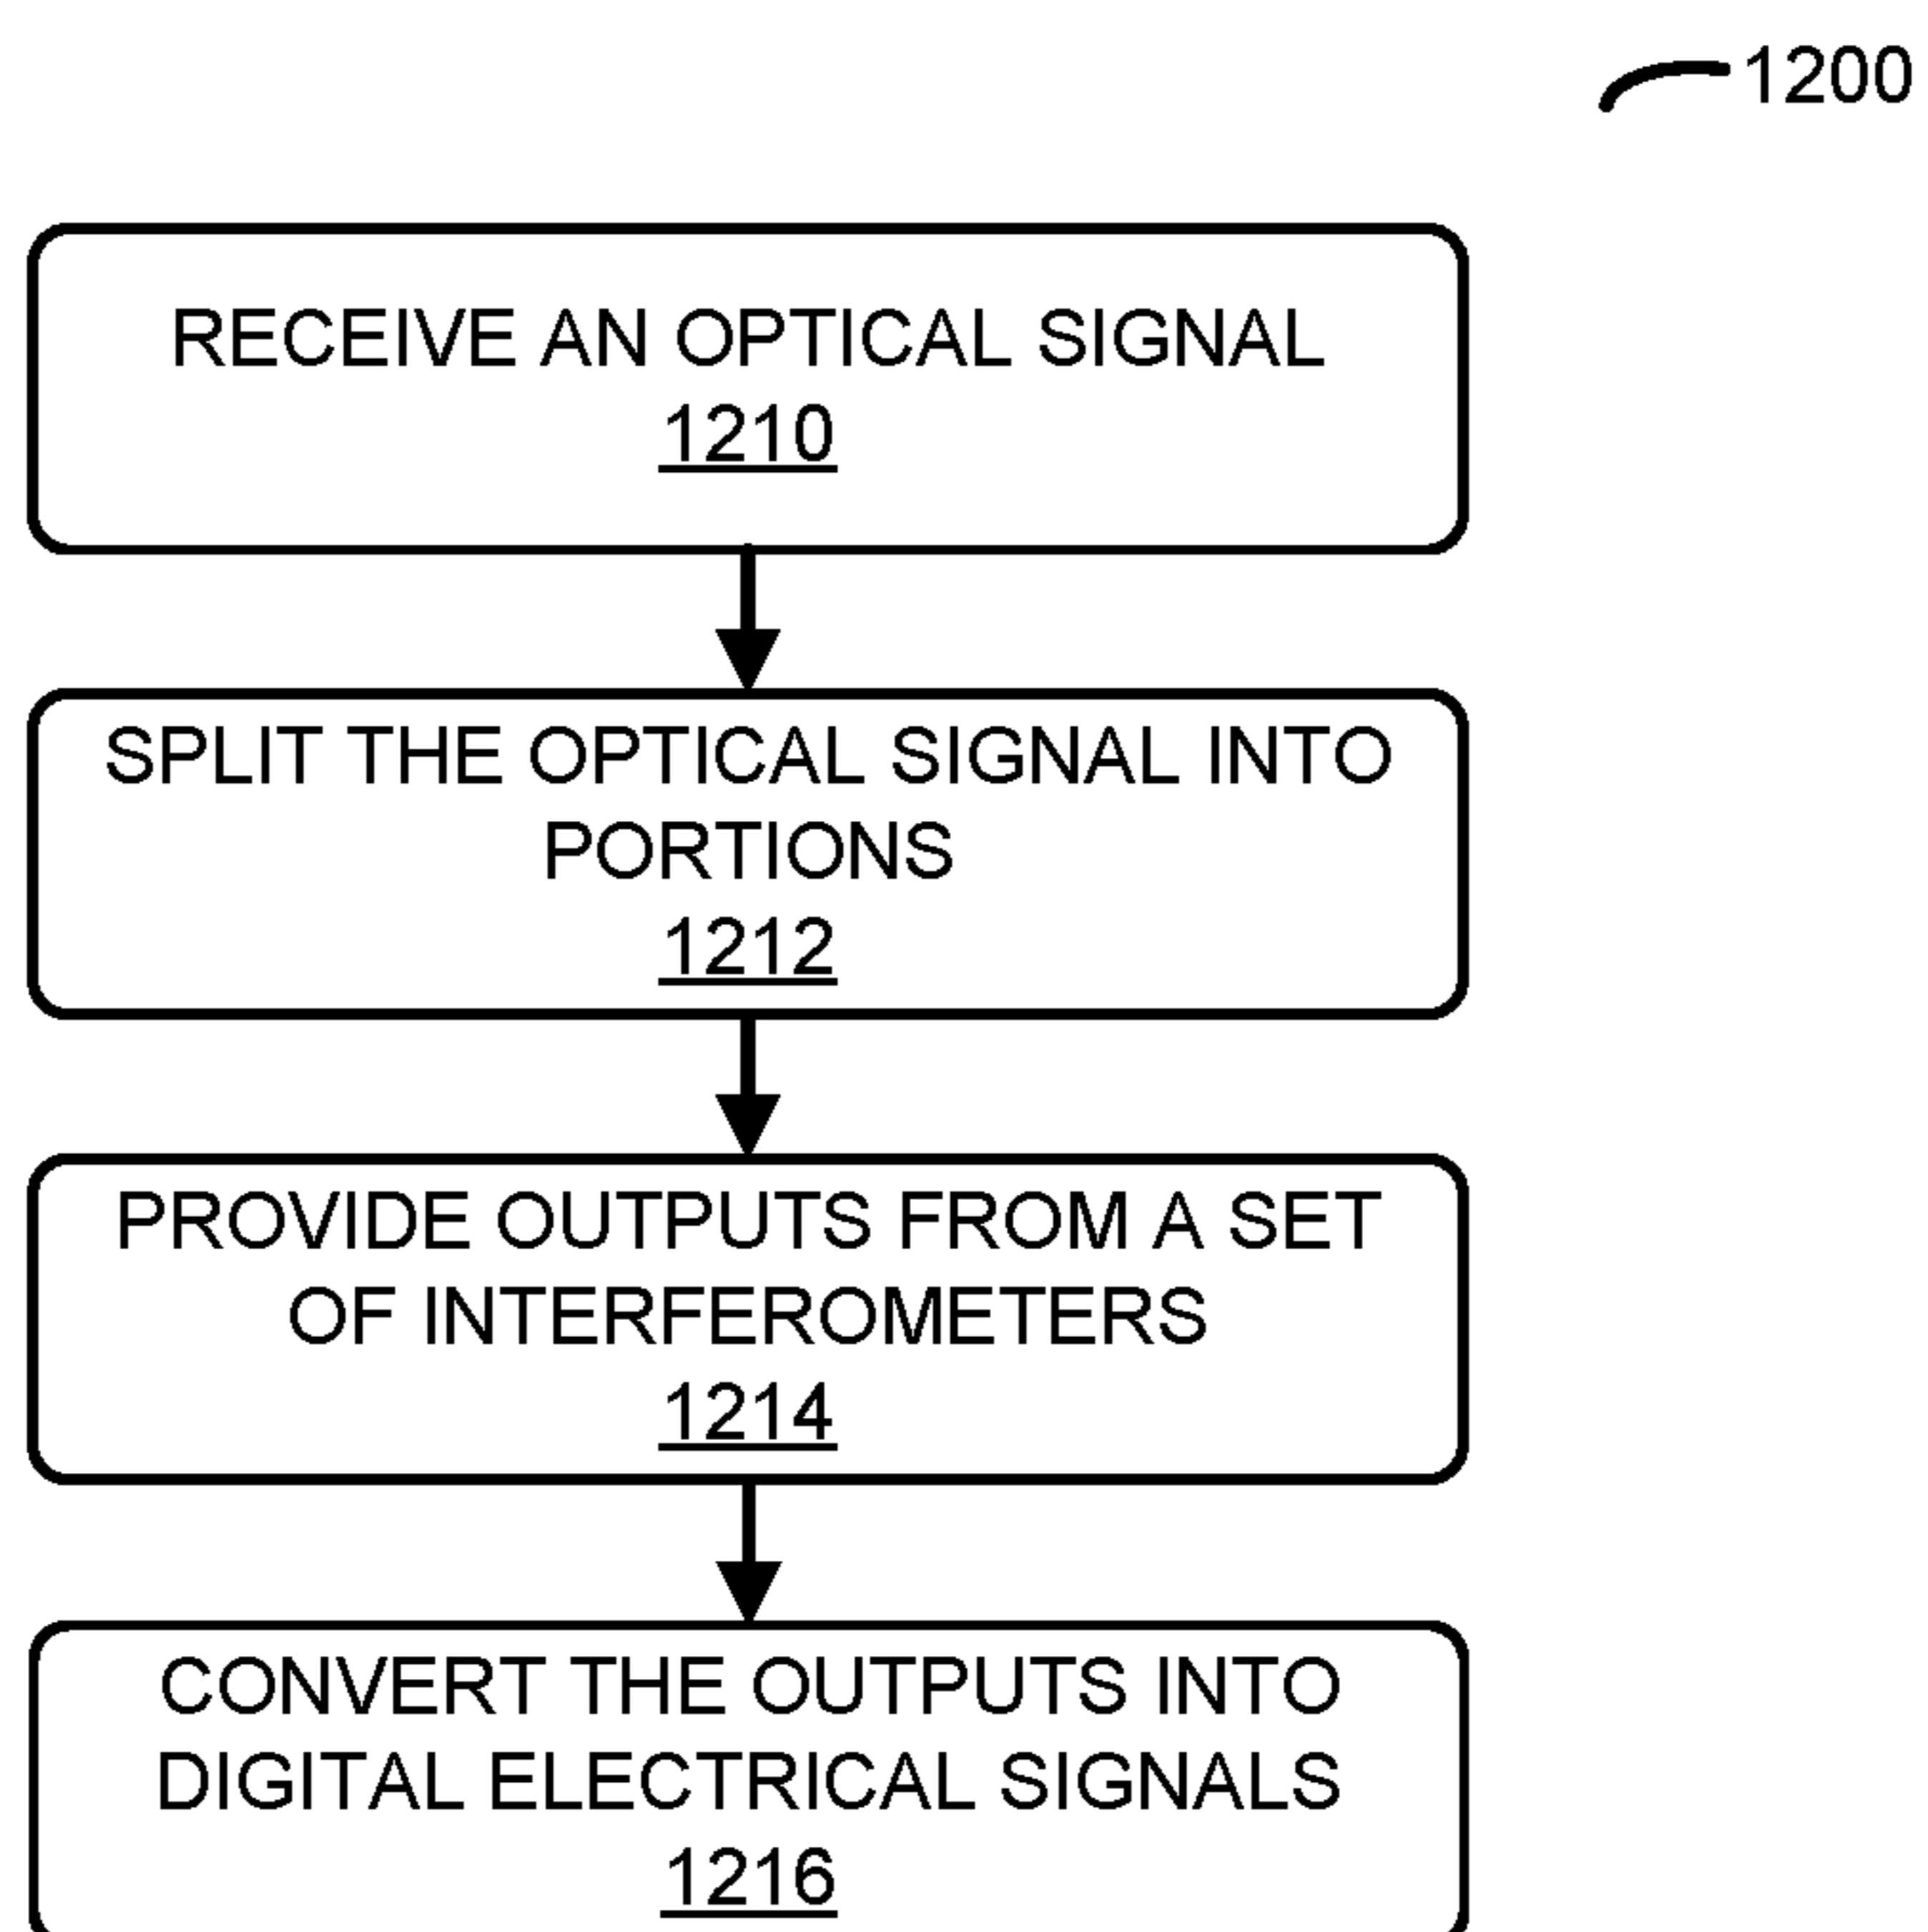 1200
RECEIVE AN OPTICAL SIGNAL
1210
SPLIT THE OPTICAL SIGNAL INTO
PORTIONS
1212
PROVIDE OUTPUTS FROM A SET
OF INTERFEROMETERS
1214
CONVERT THE OUTPUTS INTO
DIGITAL ELECTRICAL SIGNALS
1216